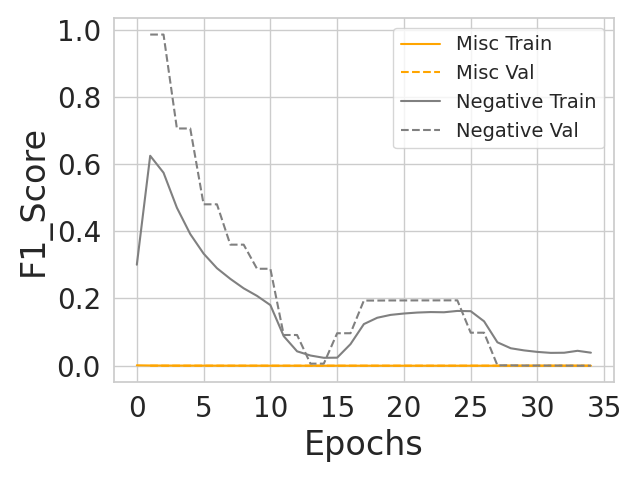 1.0
0.8
0.6
0.4
0.2
0.0
F1_Score
0 5 10 15 20 25 30 35
Epochs
Misc Train
Misc Val
Negative Train
Negative Val